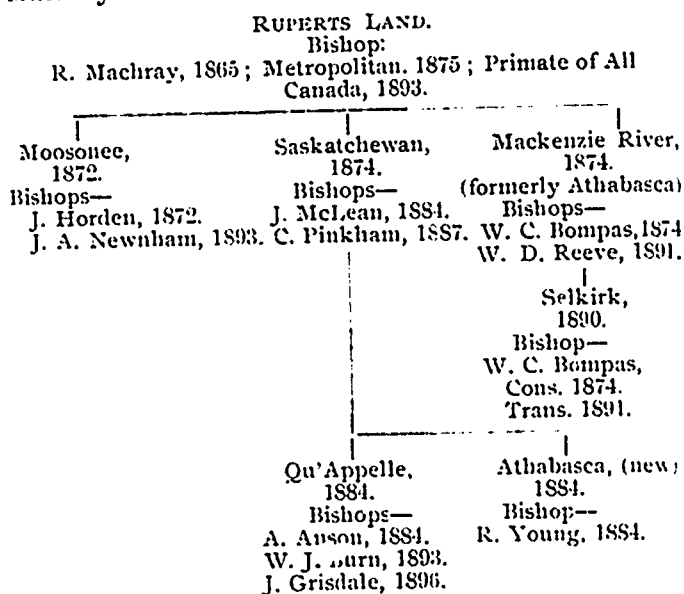 RUPERTS LAND.
Bishop:
R. Machray, 1865; Metropolitan. 1875; Primate of All
Canada, 1893.
Moosonee,
1872.
Bishops—
J. Horden, 1872.
J. A. Newnham, 1893.
Saskatchewan,
1874.
Bishops—
J. McLean, 1884.
C. Pinkham, 1887.
Mackenzie River,
1874.
(formerly Athabasca)
Bishops—
W. C. Bompas, 1874
W. D. Reeve, 1891.
Selkirk,
1890.
Bishop—
W. C. Bompas,
Cons. 1874.
Trans. 1891.
Qu'Appelle,
1884.
Bishops—
A. Anson, 1884.
W. J. Burn, 1893.
J. Grisdale, 1896.
Athabasca, (new)
1884.
Bishop--
R. Young, 1884.